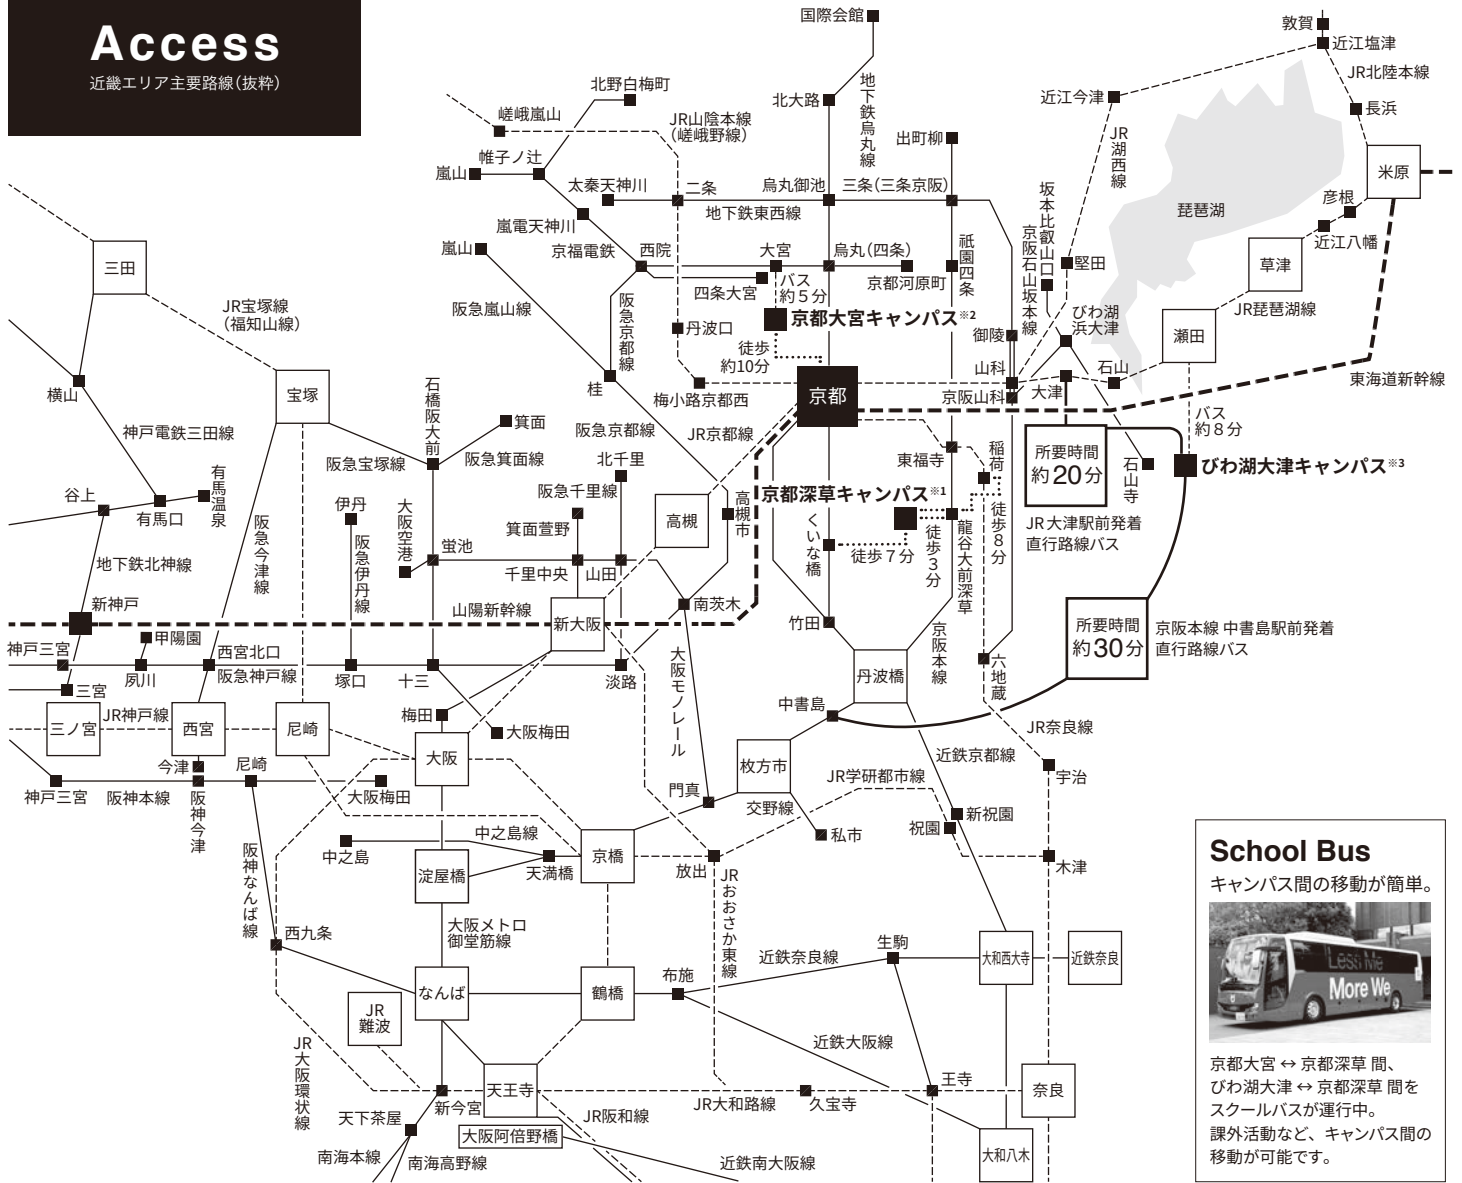 Access
近畿エリア主要路線（抜粋）
国際会館
北大路
地下鉄烏丸線
出町柳
敦賀
近江塩津
JR北陸本線
長浜
近江今津
JR湖西線
米原
彦根
近江八幡
琵琶湖
草津
JR琵琶湖線
瀬田
北野白梅町
嵯峨嵐山
JR山陰本線
（嵯峨野線）
帷子ノ辻
嵐山
太秦天神川
二条
烏丸御池
三条（三条京阪）
地下鉄東西線
嵐電天神川
京福電鉄
西院
大宮
烏丸（四条）
祇園四条
嵐山
四条大宮
バス
約5分
京都河原町
坂本比叡山口
京阪石山坂本線
堅田
びわ湖
浜大津
阪急嵐山線
阪急京都線
丹波口
京都大宮キャンパス※2
徒歩
約10分
御陵
山科
京阪山科
大津
石山
京都
東海道新幹線
桂
梅小路京都西
三田
JR宝塚線
（福知山線）
横山
宝塚
石橋阪大前
箕面
阪急京都線
JR京都線
バス
約8分
神戸電鉄三田線
阪急宝塚線
阪急箕面線
北千里
東福寺
稲荷
所要時間
約20分
石山寺
びわ湖大津キャンパス※3
谷上
有馬温泉
有馬口
伊丹
大阪空港
阪急千里線
箕面萱野
高槻
高槻市
京都深草キャンパス※1
くいな橋
徒歩7分
徒歩3分
龍谷大前深草
徒歩8分
JR大津駅前発着
直行路線バス
地下鉄北神線
阪急今津線
阪急伊丹線
蛍池
千里中央
山田
新神戸
山陽新幹線
新大阪
南茨木
竹田
京阪本線
所要時間
約30分
京阪本線 中書島駅前発着
直行路線バス
神戸三宮
甲陽園
西宮北口
夙川
阪急神戸線
塚口
十三
淡路
大阪モノレール
丹波橋
六地蔵
三宮
三ノ宮
JR神戸線
西宮
尼崎
梅田
大阪梅田
中書島
JR奈良線
大阪
枚方市
近鉄京都線
宇治
今津
尼崎
神戸三宮
阪神本線
阪神今津
大阪梅田
門真
交野線
私市
JR学研都市線
新祝園
祝園
中之島線
中之島
天満橋
京橋
放出
木津
阪神なんば線
淀屋橋
JRおおさか東線
西九条
大阪メトロ
御堂筋線
布施
近鉄奈良線
生駒
大和西大寺
近鉄奈良
なんば
鶴橋
JR
難波
JR大阪環状線
近鉄大阪線
王寺
奈良
天王寺
新今宮
天下茶屋
JR阪和線
JR大和路線
久宝寺
大阪阿倍野橋
南海本線
南海高野線
近鉄南大阪線
大和八木
School Bus
キャンパス間の移動が簡単。
Less Me
More We
京都大宮 ↔ 京都深草 間、
びわ湖大津 ↔ 京都深草 間を
スクールバスが運行中。
課外活動など、キャンパス間の
移動が可能です。